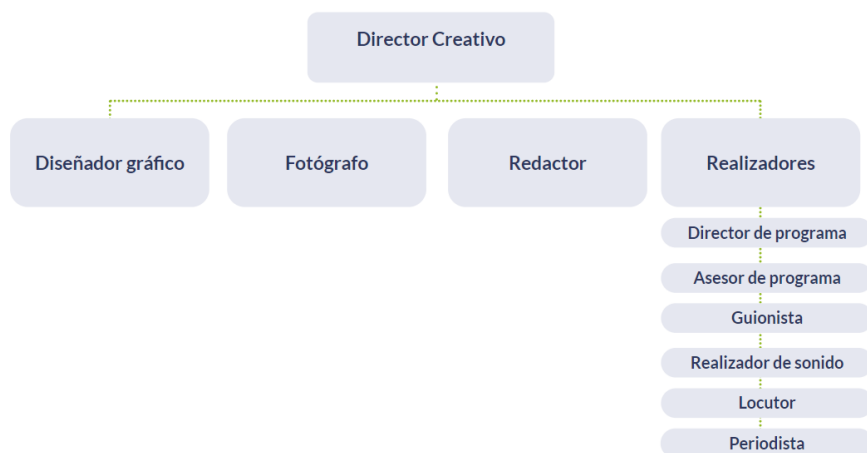 Director Creativo
Diseñador gráfico
Fotógrafo
Redactor
Realizadores
Director de programa
Asesor de programa
Guionista
Realizador de sonido
Locutor
Periodista